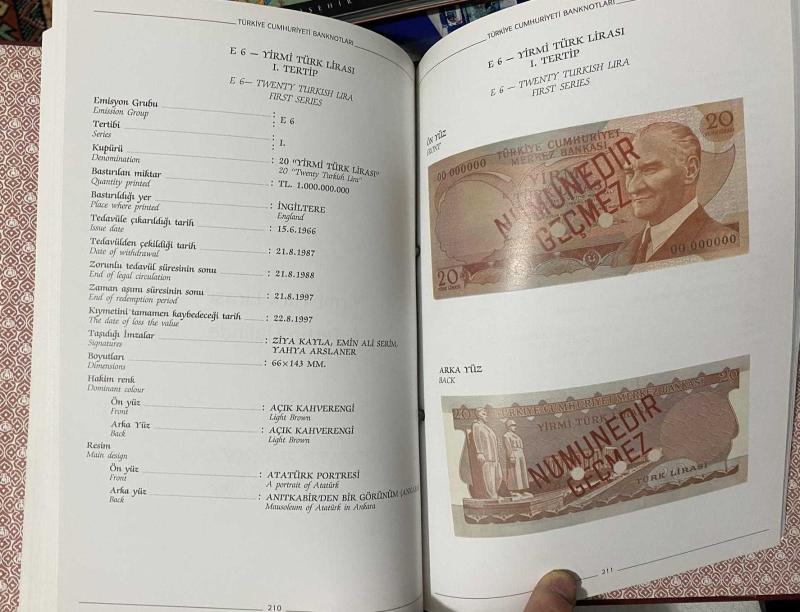 TÜRKİYE CUMHURİYETİ BANKNOTLARI
E 6 — YİRMİ TÜRK LİRASI
I. TERTİP
E 6— TWENTY TURKISH LIRA
FIRST SERIES
Emisyon Grubu : E 6
Emission Group
Tertibi : I.
Series
Kupürü : 20 "YİRMİ TÜRK LİRASI"
Denomination 20 "Twenty Turkish Lira"
Bastırılan miktar : TL. 1.000.000.000
Quantity printed
Bastırıldığı yer : İNGİLTERE
Place where printed England
Tedavüle çıkarıldığı tarih : 15.6.1966
Issue date
Tedavülden çekildiği tarih : 21.8.1987
Date of withdrawal
Zorunlu tedavül süresinin sonu : 21.8.1988
End of legal circulation
Zaman aşımı süresinin sonu : 21.8.1997
End of redemption period
Kıymetini tamamen kaybedeceği tarih : 22.8.1997
The date of loss the value
Taşıdığı İmzalar : ZİYA KAYLA, EMİN ALİ SERİM,
Signatures YAHYA ARSLANER
Boyutları : 66×143 MM.
Dimensions
Hakim renk
Dominant colour
Ön yüz : AÇIK KAHVERENGİ
Front Light Brown
Arka Yüz : AÇIK KAHVERENGİ
Back Light Brown
Resim
Main design
Ön yüz : ATATÜRK PORTRESİ
Front A portrait of Atatürk
Arka yüz : ANITKABİR'DEN BİR GÖRÜNÜM
Back Mausoleum of Atatürk in Ankara
210
TÜRKİYE CUMHURİYETİ BANKNOTLARI
E 6 — YİRMİ TÜRK LİRASI
I. TERTİP
E 6— TWENTY TURKISH LIRA
FIRST SERIES
ÖN YÜZ
FRONT
20
TÜRKİYE CUMHURİYET
MERKEZ BANKASI
00 000000
YİRMİ
NUMUNEDİR
GEÇMEZ
00.000000
20
ARKA YÜZ
BACK
20 TÜRKİYE CUMHURİYET MERKEZ BANKASI 20
YİRMİ TÜRK
NUMUNEDİR
GEÇMEZ
TÜRK LİRASI
211